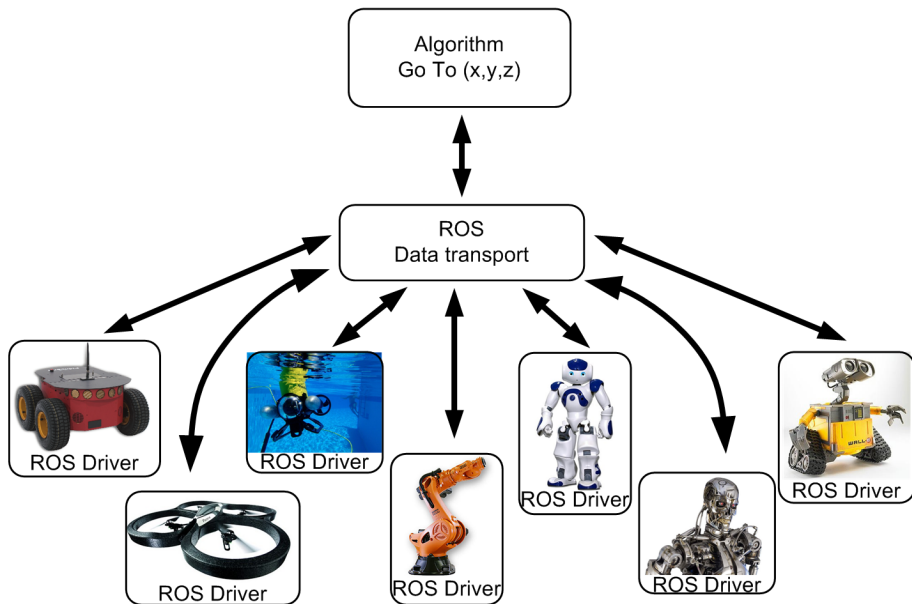 Algorithm
Go To (x,y,z)
ROS
Data transport
ROS Driver
ROS Driver
ROS Driver
ROS Driver
ROS Driver
ROS Driver
WALL·E
ROS Driver